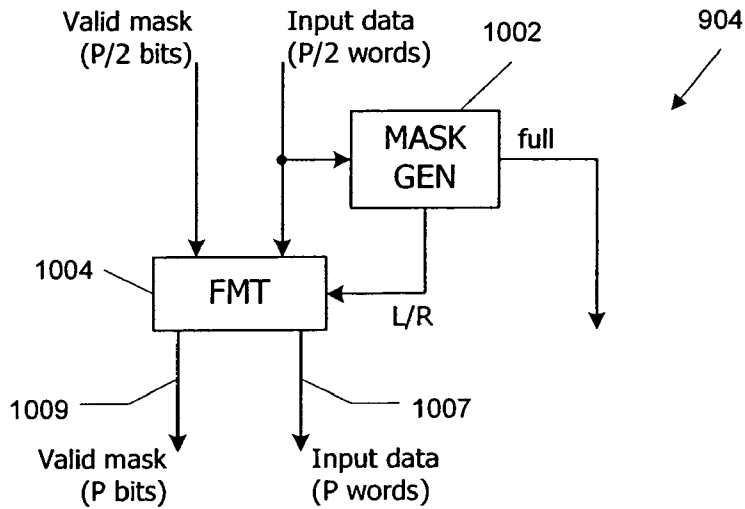 Valid mask
(P/2 bits)
Input data
(P/2 words)
1002
904
MASK
GEN
full
1004
FMT
L/R
1009
1007
Valid mask
(P bits)
Input data
(P words)